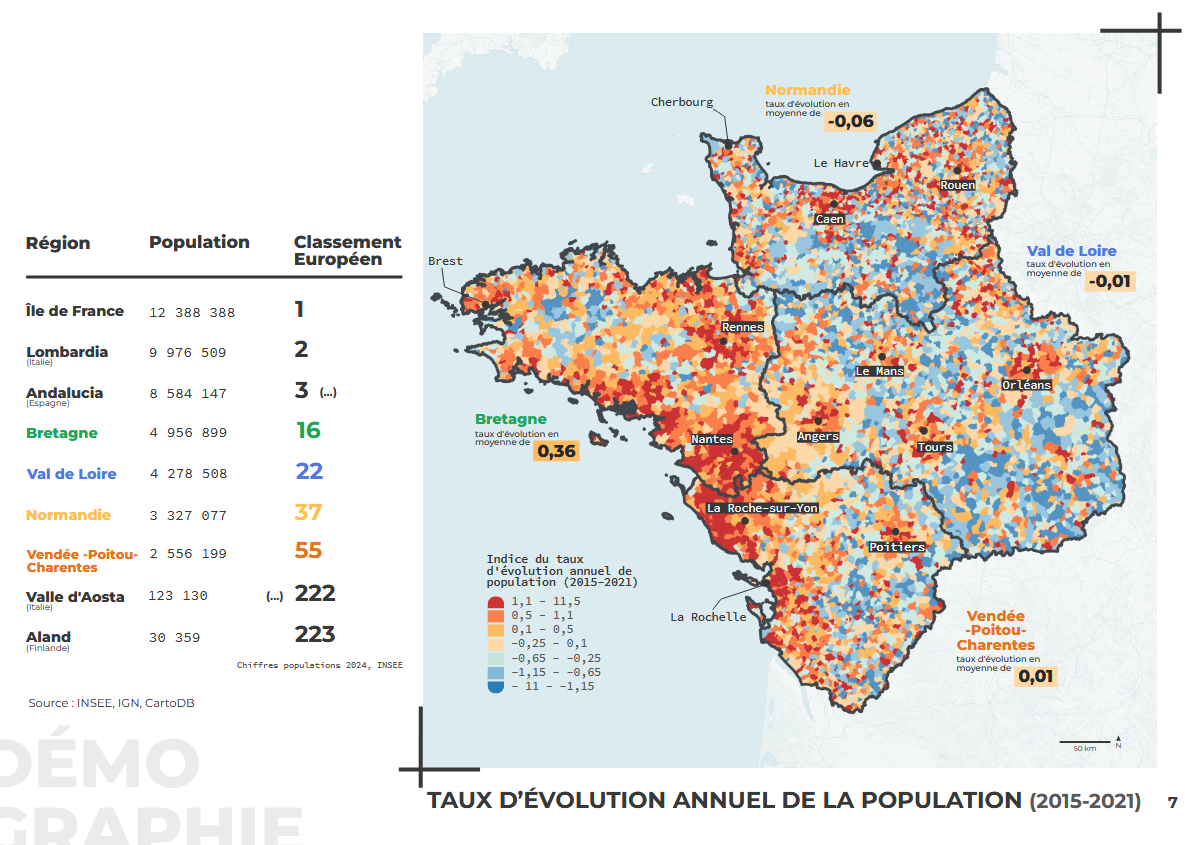 Région Population Classement
Européen
Île de France 12 388 388 1
Lombardia 9 976 509 2
(Italie)
Andalucia 8 584 147 3 (...)
(Espagne)
Bretagne 4 956 899 16
Val de Loire 4 278 508 22
Normandie 3 327 077 37
Vendée -Poitou- 2 556 199 55
Charentes
Valle d'Aosta 123 130 (...) 222
(Italie)
Aland 30 359 223
(Finlande)
Chiffres populations 2024, INSEE
Source : INSEE, IGN, CartoDB
DÉMO
GRAPHIE
Normandie
taux d'évolution en
moyenne de -0,06
Cherbourg
Le Havre
Rouen
Caen
Val de Loire
taux d'évolution en
moyenne de -0,01
Brest
Rennes
Le Mans
Orléans
Bretagne
taux d'évolution en
moyenne de 0,36
Nantes
Angers
Tours
La Roche-sur-Yon
Poitiers
La Rochelle
Vendée
-Poitou-
Charentes
taux d'évolution en
moyenne de 0,01
Indice du taux
d'évolution annuel de
population (2015-2021)
1,1 - 11,5
0,5 - 1,1
0,1 - 0,5
-0,25 - 0,1
-0,65 - -0,25
-1,15 - -0,65
- 11 - -1,15
50 km
N
TAUX D'ÉVOLUTION ANNUEL DE LA POPULATION (2015-2021) 7